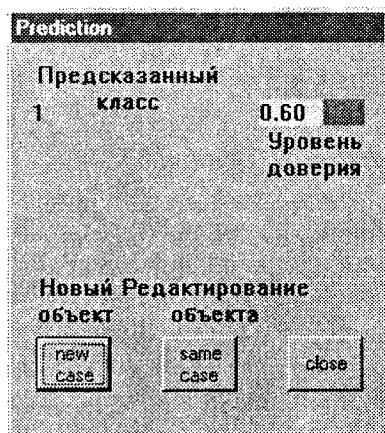 Prediction
Предсказанный
класс
1 0.60
Уровень
доверия
Новый Редактирование
объект объекта
new case same case close